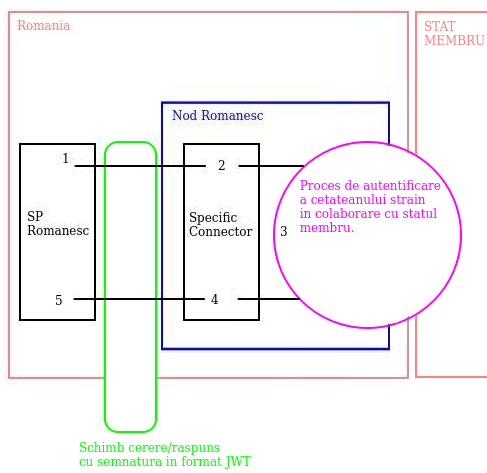 Romania
STAT
MEMBRU
Nod Romanesc
1
2
Proces de autentificare
a cetateanului strain
in colaborare cu statul
membru.
SP
Romanesc
Specific
Connector
3
5
4
Schimb cerere/raspuns
cu semnatura in format JWT